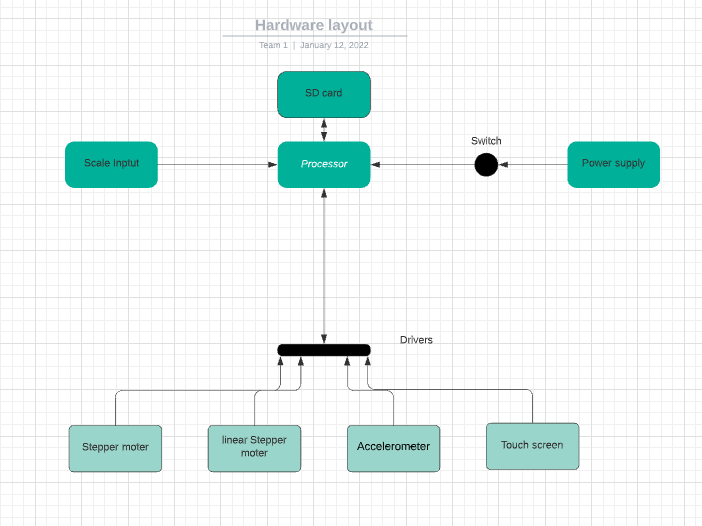 Hardware layout
Team 1 | January 12, 2022
SD card
Switch
Scale Inptut
Processor
Power supply
Drivers
Stepper moter
linear Stepper
moter
Accelerometer
Touch screen